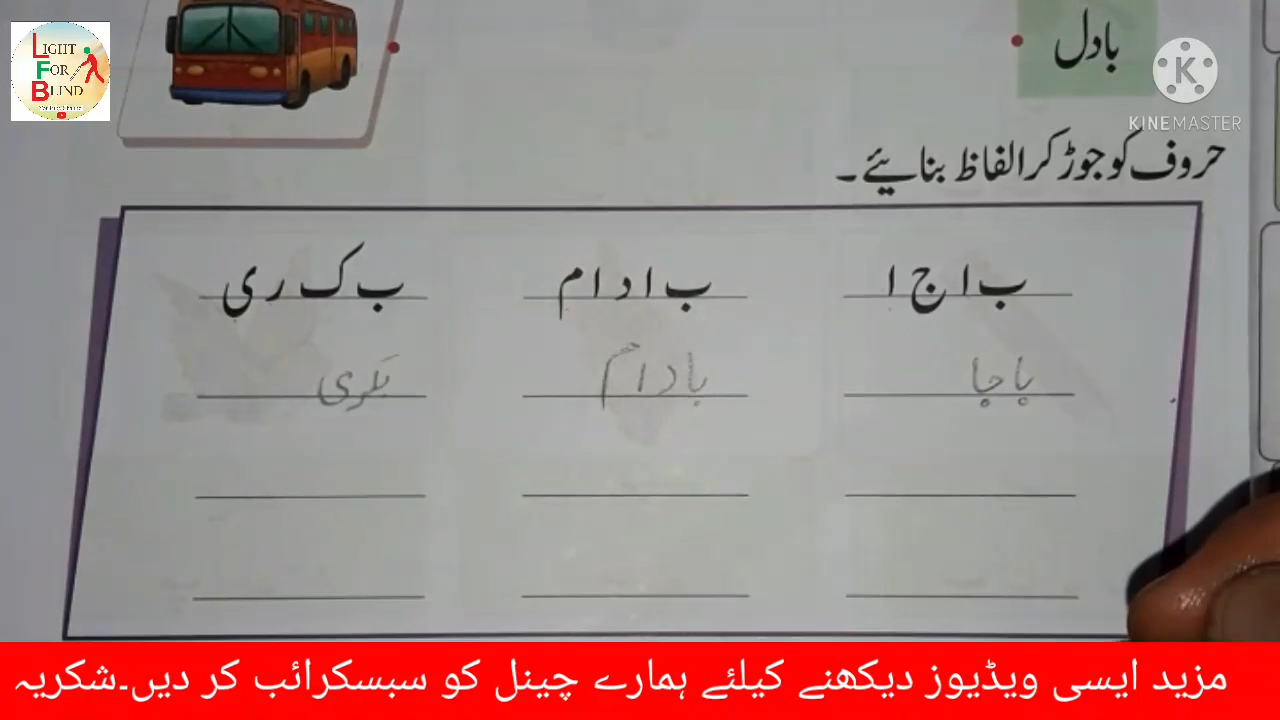 LIGHT
FOR
BLIND
بادل
KINEMASTER
حروف کو جوڑ کر الفاظ بنائیے ۔
ب ا ج ا    ب ا د ا م    ب ک ر ی
باجا    بادام    بکری
مزید ایسی ویڈیوز دیکھنے کیلئے ہمارے چینل کو سبسکرائب کر دیں۔شکریہ